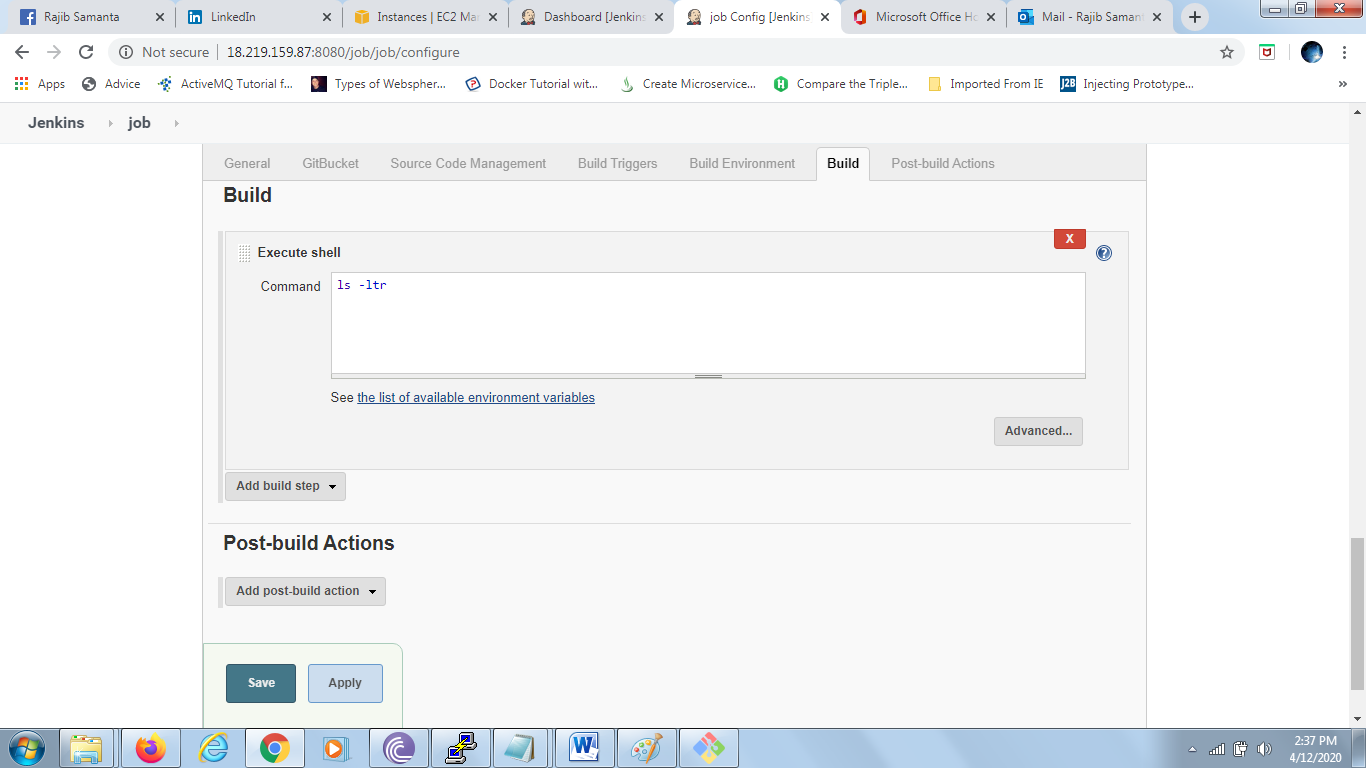 Rajib Samanta
LinkedIn
Instances | EC2 Mar
Dashboard [Jenkins
job Config [Jenkins
Microsoft Office Ho
Mail - Rajib Samant
Not secure | 18.219.159.87:8080/job/job/configure
Apps
Advice
ActiveMQ Tutorial f...
Types of Webspher...
Docker Tutorial wit...
Create Microservice...
Compare the Triple...
Imported From IE
J2B
Injecting Prototype...
»
Jenkins
job
General
GitBucket
Source Code Management
Build Triggers
Build Environment
Build
Post-build Actions
Build
X
Execute shell
?
Command
ls -ltr
See the list of available environment variables
Advanced...
Add build step
Post-build Actions
Add post-build action
Save
Apply
2:37 PM
4/12/2020